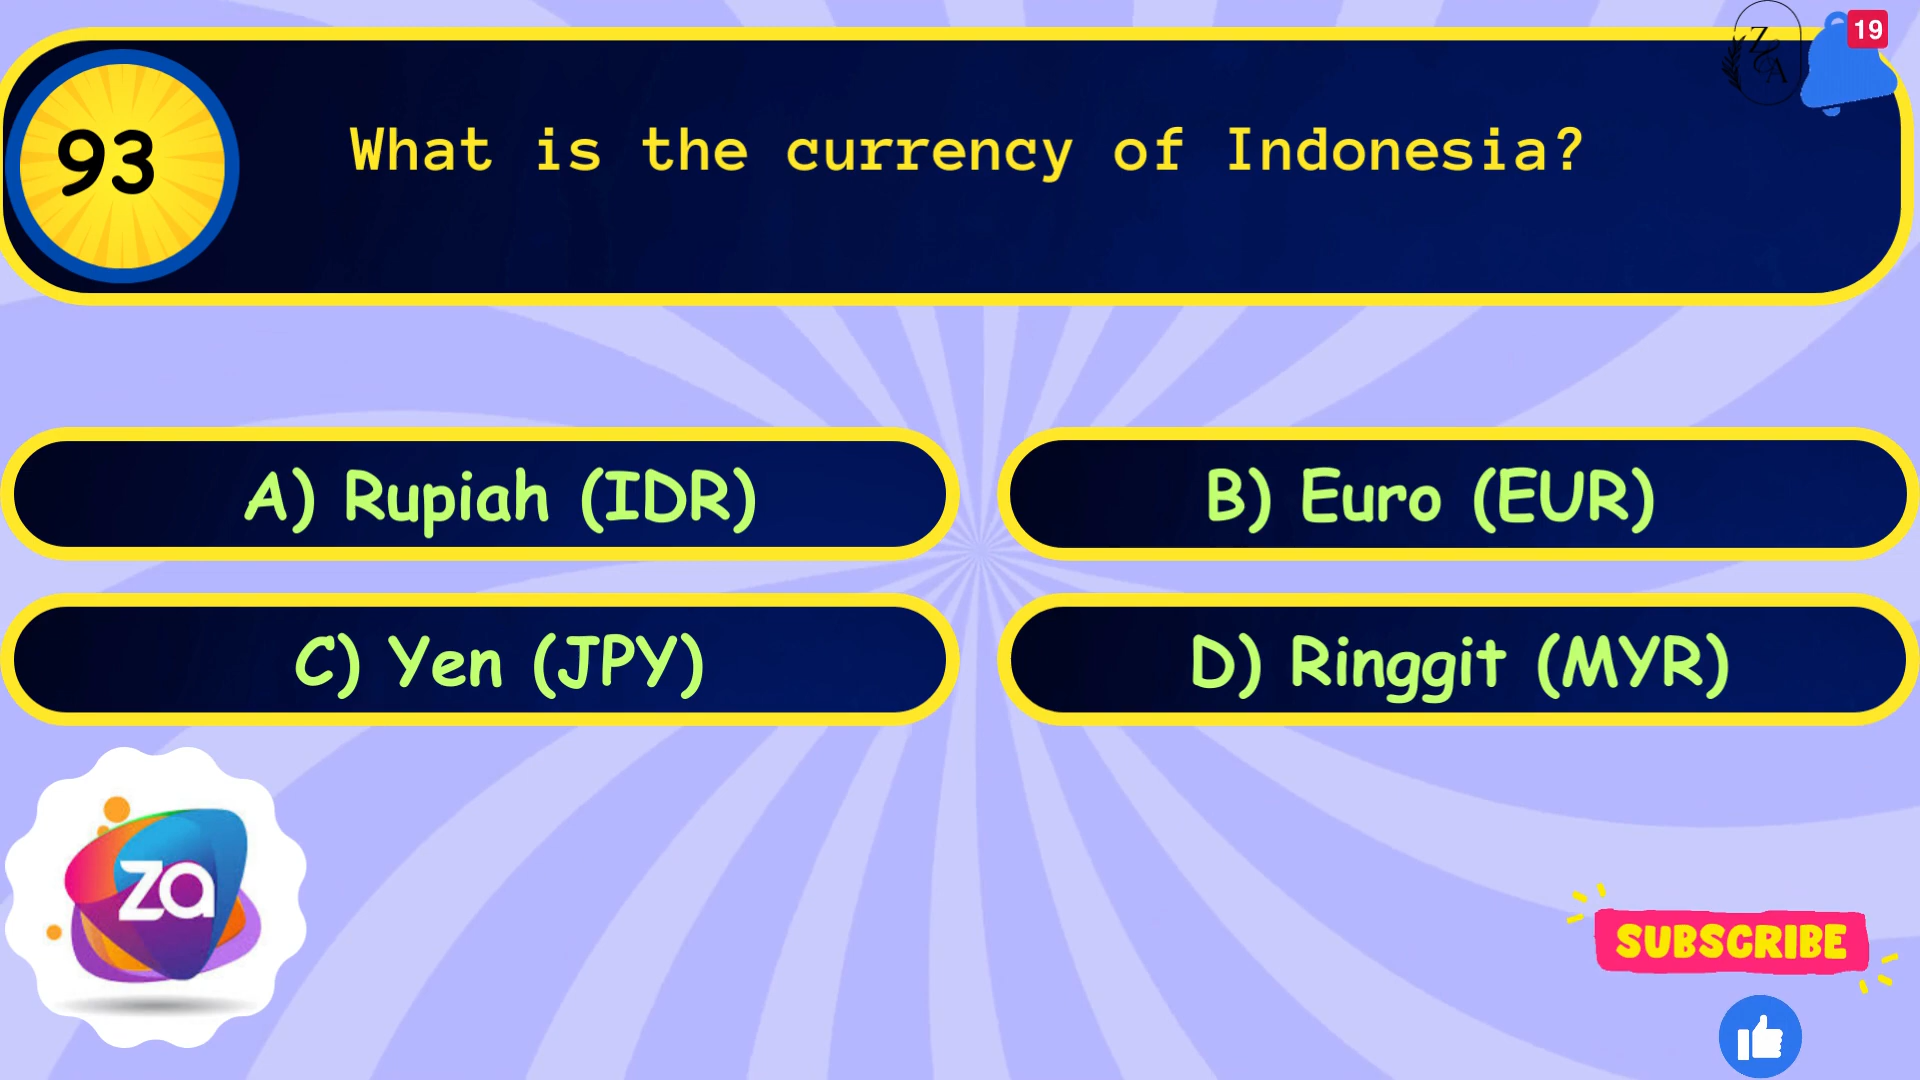 19
Z
A
93
What is the currency of Indonesia?
A) Rupiah (IDR)
B) Euro (EUR)
C) Yen (JPY)
D) Ringgit (MYR)
za
SUBSCRIBE